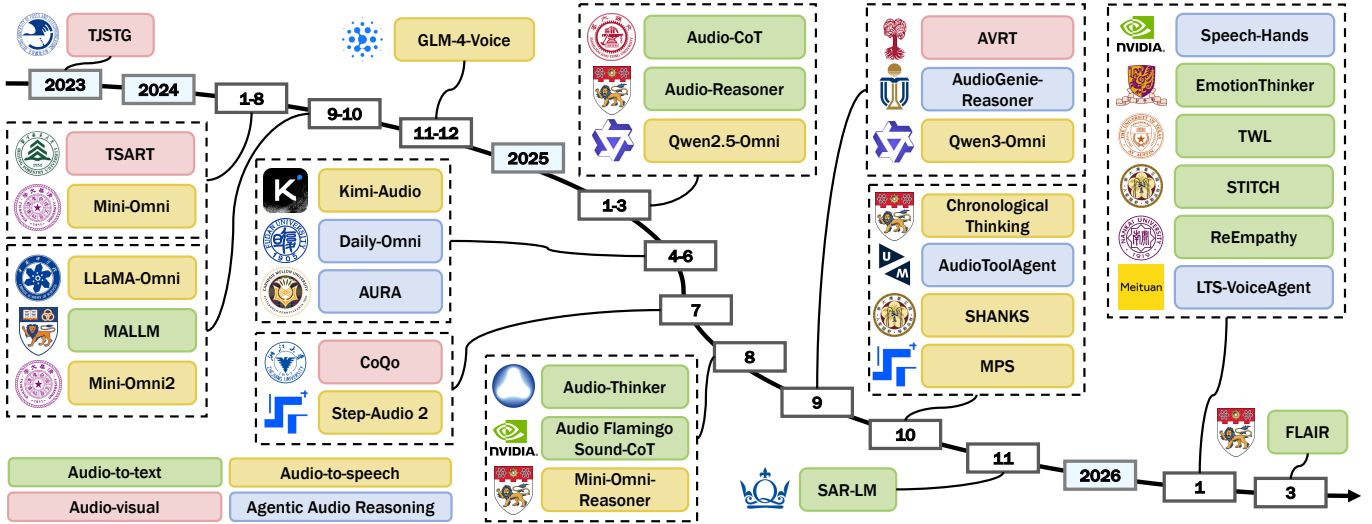 TJSTG
GLM-4-Voice
2023
2024
1-8
9-10
11-12
2025
1-3
4-6
7
8
9
10
11
2026
1
3
TSART
Mini-Omni
LLaMA-Omni
MALLM
Mini-Omni2
Kimi-Audio
Daily-Omni
AURA
CoQo
Step-Audio 2
Audio-CoT
Audio-Reasoner
Qwen2.5-Omni
Audio-Thinker
NVIDIA.
Audio Flamingo
Sound-CoT
Mini-Omni-
Reasoner
AVRT
AudioGenie-
Reasoner
Qwen3-Omni
Chronological
Thinking
U
M
AudioToolAgent
SHANKS
MPS
SAR-LM
NVIDIA.
Speech-Hands
EmotionThinker
TWL
STITCH
ReEmpathy
Meituan
LTS-VoiceAgent
FLAIR
Audio-to-text
Audio-to-speech
Audio-visual
Agentic Audio Reasoning